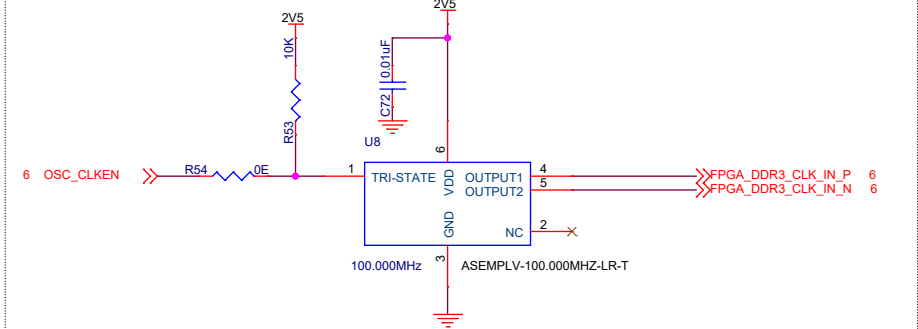 2V5
2V5
10K
0.01uF
C72
R53
U8
6 OSC_CLKEN
R54
0E
1
TRI-STATE
6
VDD
OUTPUT1
4
FPGA_DDR3_CLK_IN_P 6
OUTPUT2
5
FPGA_DDR3_CLK_IN_N 6
GND
NC
2
100.000MHz
3
ASEMPLV-100.000MHZ-LR-T